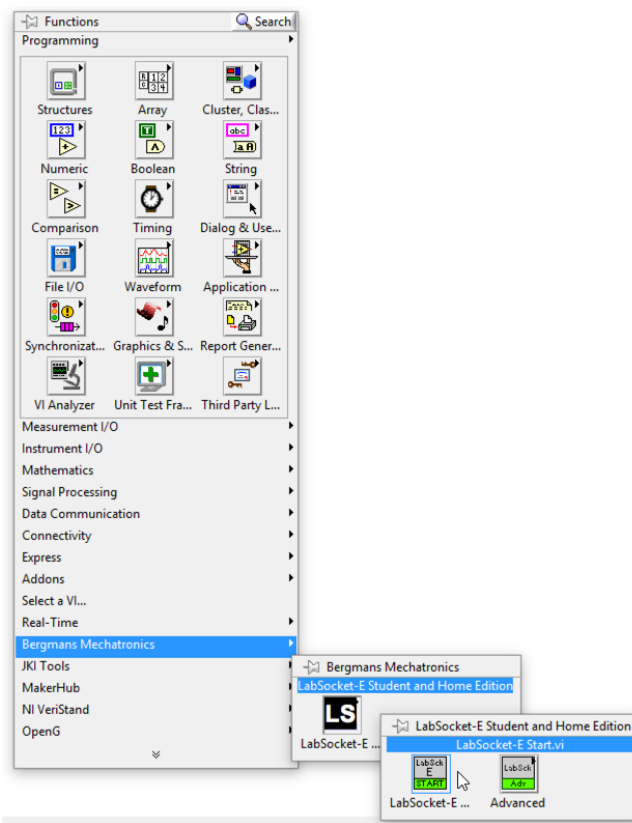 Functions
Search
Programming
Structures
Array
Cluster, Clas...
Numeric
Boolean
String
Comparison
Timing
Dialog & Use...
File I/O
Waveform
Application ...
Synchronizat...
Graphics & S...
Report Gener...
VI Analyzer
Unit Test Fra...
Third Party L...
Measurement I/O
Instrument I/O
Mathematics
Signal Processing
Data Communication
Connectivity
Express
Addons
Select a VI...
Real-Time
Bergmans Mechatronics
JKI Tools
MakerHub
NI VeriStand
OpenG
Bergmans Mechatronics
LabSocket-E Student and Home Edition
LS
LabSocket-E ...
LabSocket-E Student and Home Edition
LabSocket-E Start.vi
LabSck
E
START
LabSck
Adv
LabSocket-E ...
Advanced